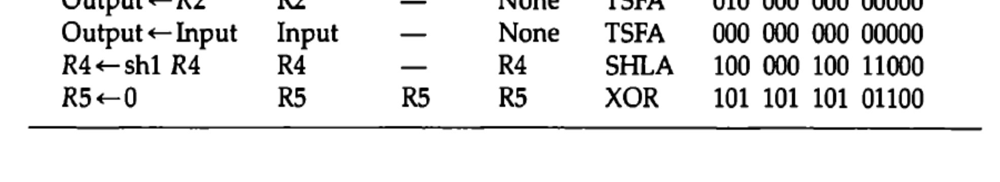 Output ← R2 R2 — None TSFA 010 000 000 00000
Output ← Input Input — None TSFA 000 000 000 00000
R4 ← sh1 R4 R4 — R4 SHLA 100 000 100 11000
R5 ← 0 R5 R5 R5 XOR 101 101 101 01100